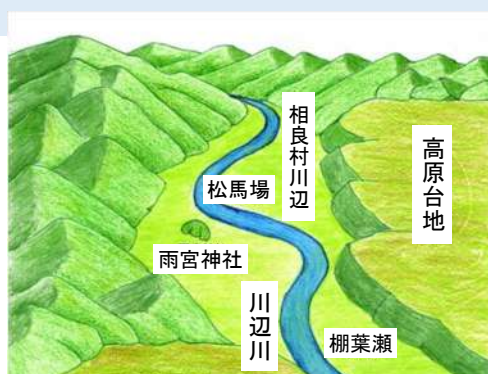 相良村川辺
高原台地
松馬場
雨宮神社
川辺川
棚葉瀬